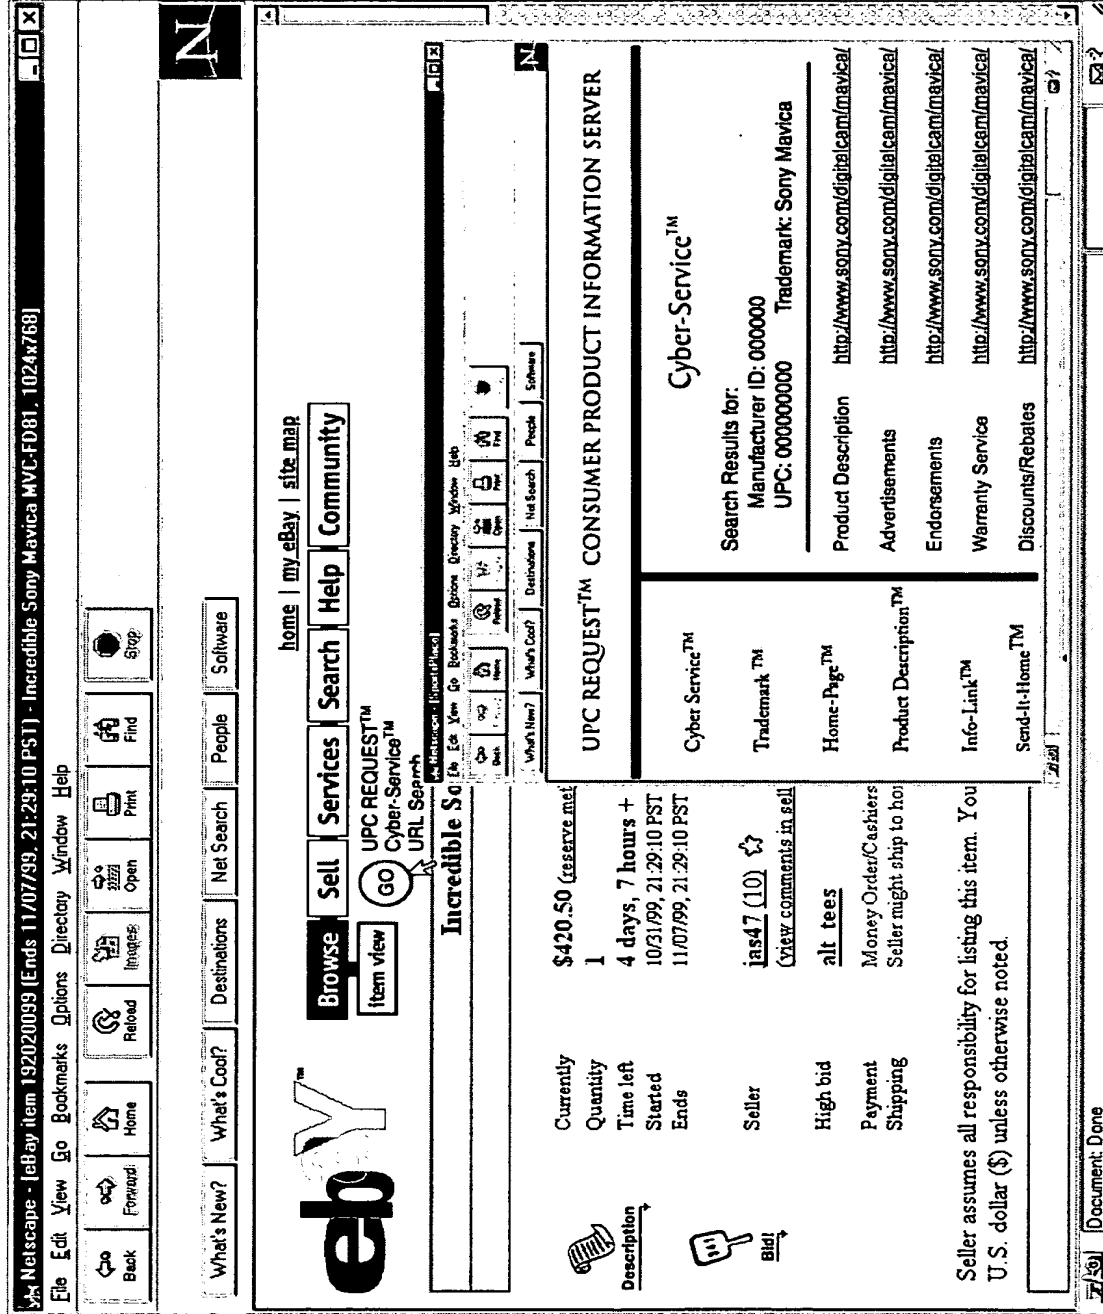 Netscape - [eBay item 192020099 (Ends 11/07/99, 21:29:10 PST) - Incredible Sony Mavica MVC-FD81, 1024x768]
File Edit View Go Bookmarks Options Directory Window Help
Back Forward Home Reload Images Open Print Find Stop
What's New? What's Cool? Destinations Net Search People Software
N
home | my eBay | site map
ebay™
Browse Sell Services Search Help Community
item view
GO
UPC REQUEST™
Cyber-Service™
URL Search
Incredible So
Currently $420.50 (reserve met
Quantity 1
Time left 4 days, 7 hours +
Started 10/31/99, 21:29:10 PST
Ends 11/07/99, 21:29:10 PST
Description
Seller jas47 (10)
(view comments in sell
Bid!
High bid alt tees
Payment Money Order/Cashiers
Shipping Seller might ship to hom
Seller assumes all responsibility for listing this item. You
U.S. dollar ($) unless otherwise noted.
Document: Done
File Edit View Go Bookmarks Options Directory Window Help
Back Home Reload Open Print Find
What's New? What's Cool? Destinations Net Search People Software
N
UPC REQUEST™ CONSUMER PRODUCT INFORMATION SERVER
Cyber Service™
Trademark™
Home-Page™
Product Description™
Info-Link™
Send-It-Home™
Cyber-Service™
Search Results for:
Manufacturer ID: 000000
UPC: 000000000 Trademark: Sony Mavica
Product Description http://www.sony.com/digitalcam/mavica/
Advertisements http://www.sony.com/digitalcam/mavica/
Endorsements http://www.sony.com/digitalcam/mavica/
Warranty Service http://www.sony.com/digitalcam/mavica/
Discounts/Rebates http://www.sony.com/digitalcam/mavica/